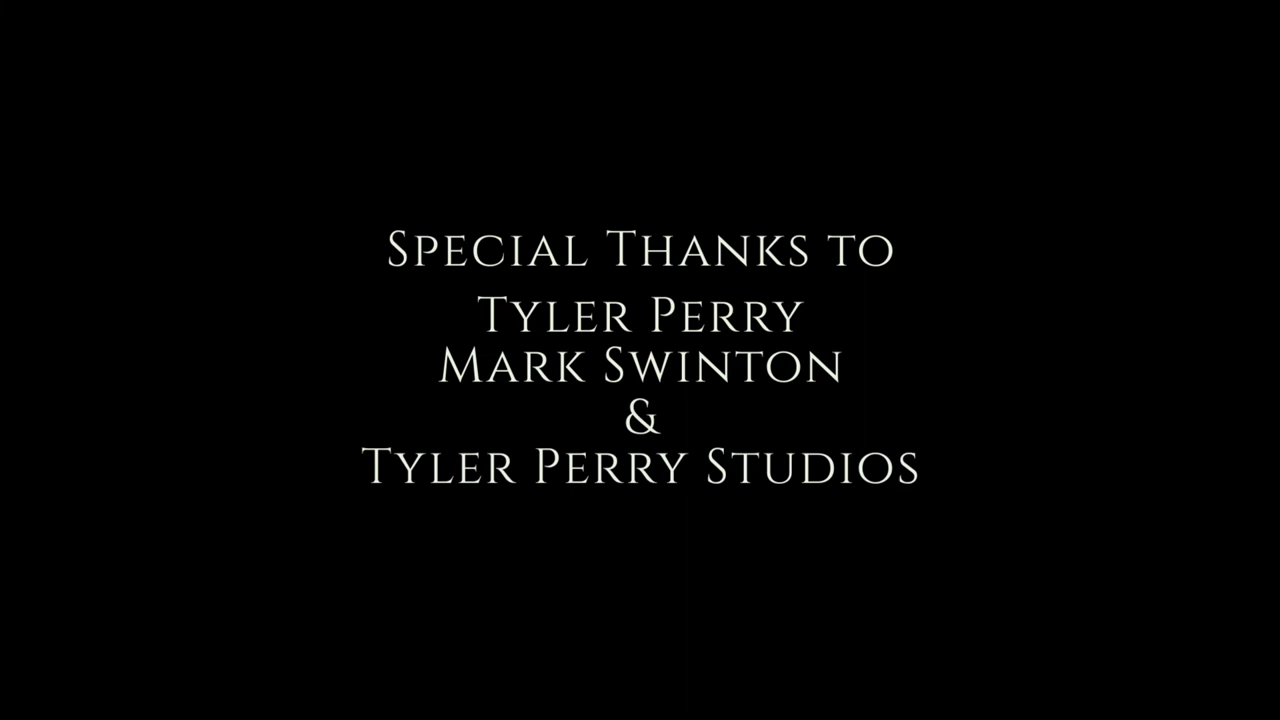 Special Thanks to
Tyler Perry
Mark Swinton
&
Tyler Perry Studios